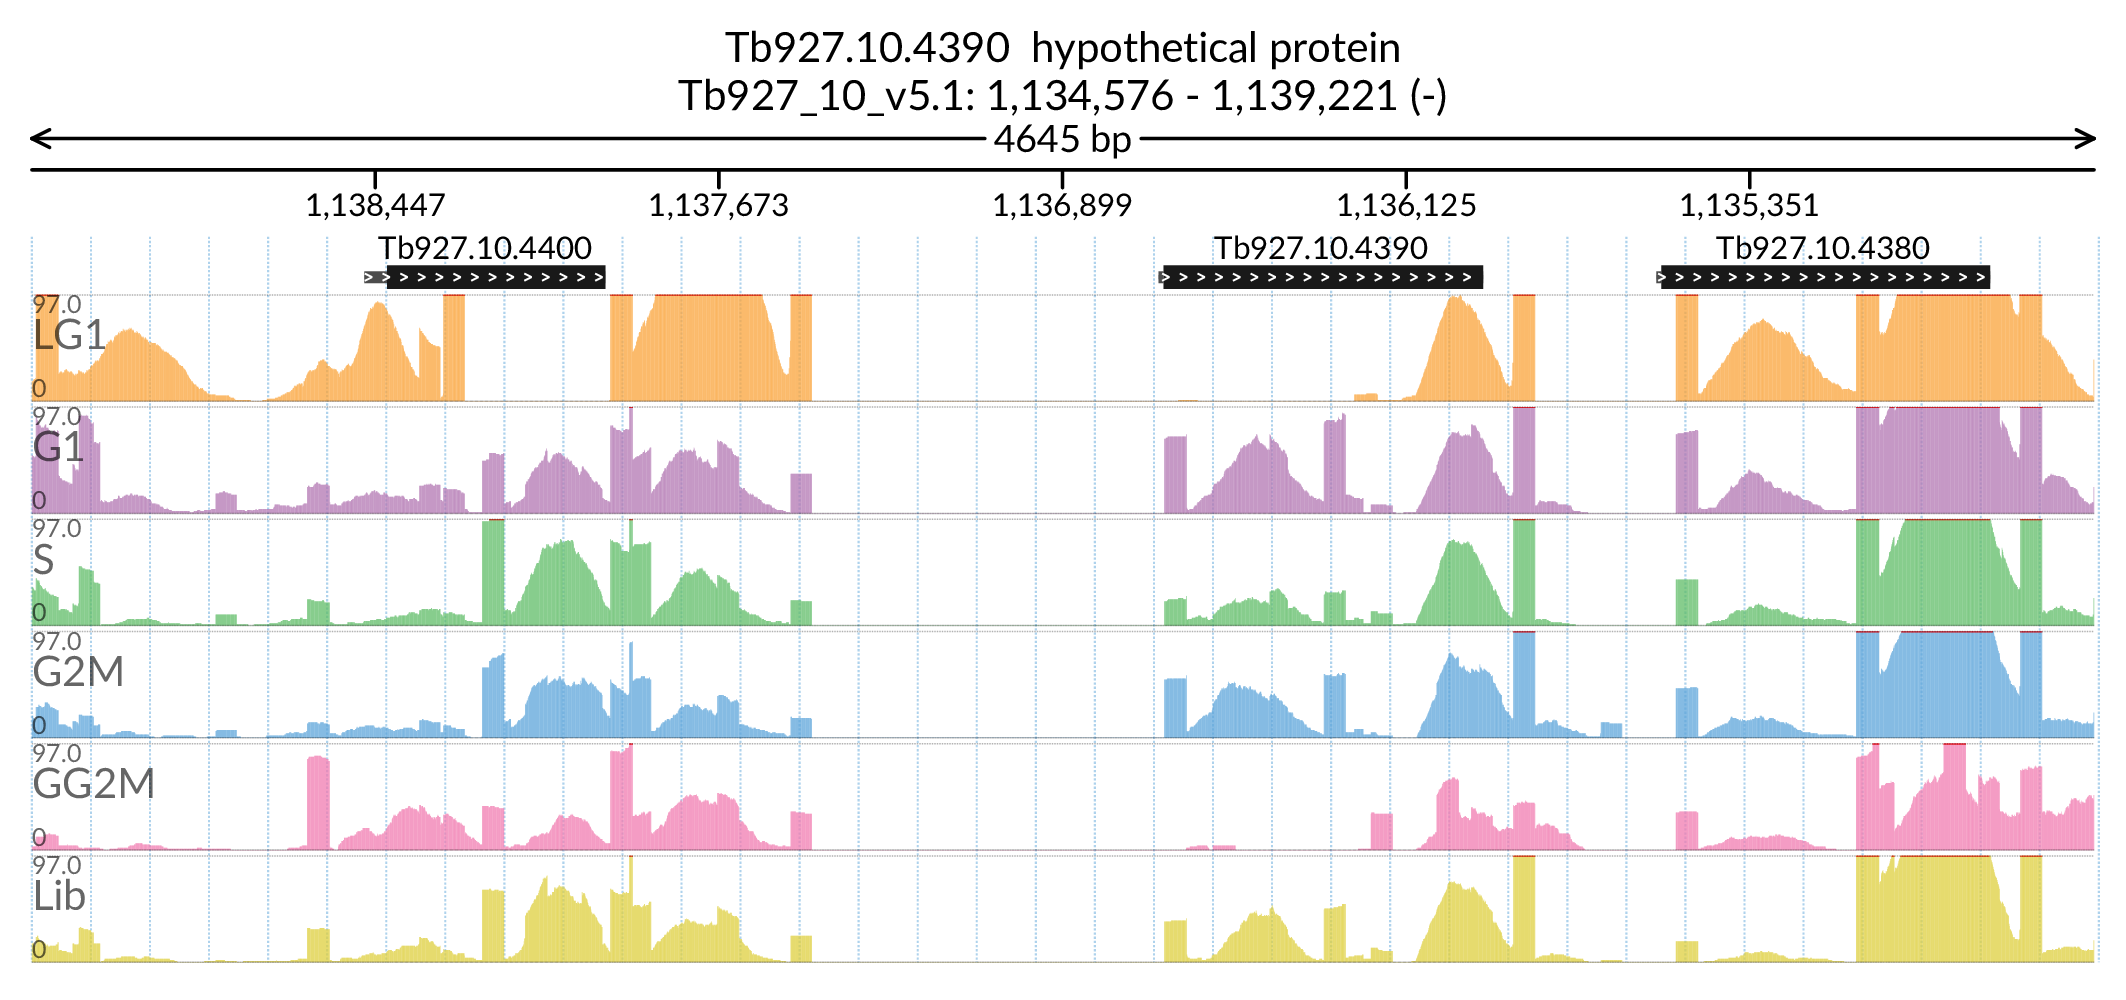 Tb927.10.4390  hypothetical protein
Tb927_10_v5.1: 1,134,576 - 1,139,221 (-)
4645 bp
1,138,447 1,137,673 1,136,899 1,136,125 1,135,351
Tb927.10.4400 Tb927.10.4390 Tb927.10.4380
97.0
LG1
0
97.0
G1
0
97.0
S
0
97.0
G2M
0
97.0
GG2M
0
97.0
Lib
0